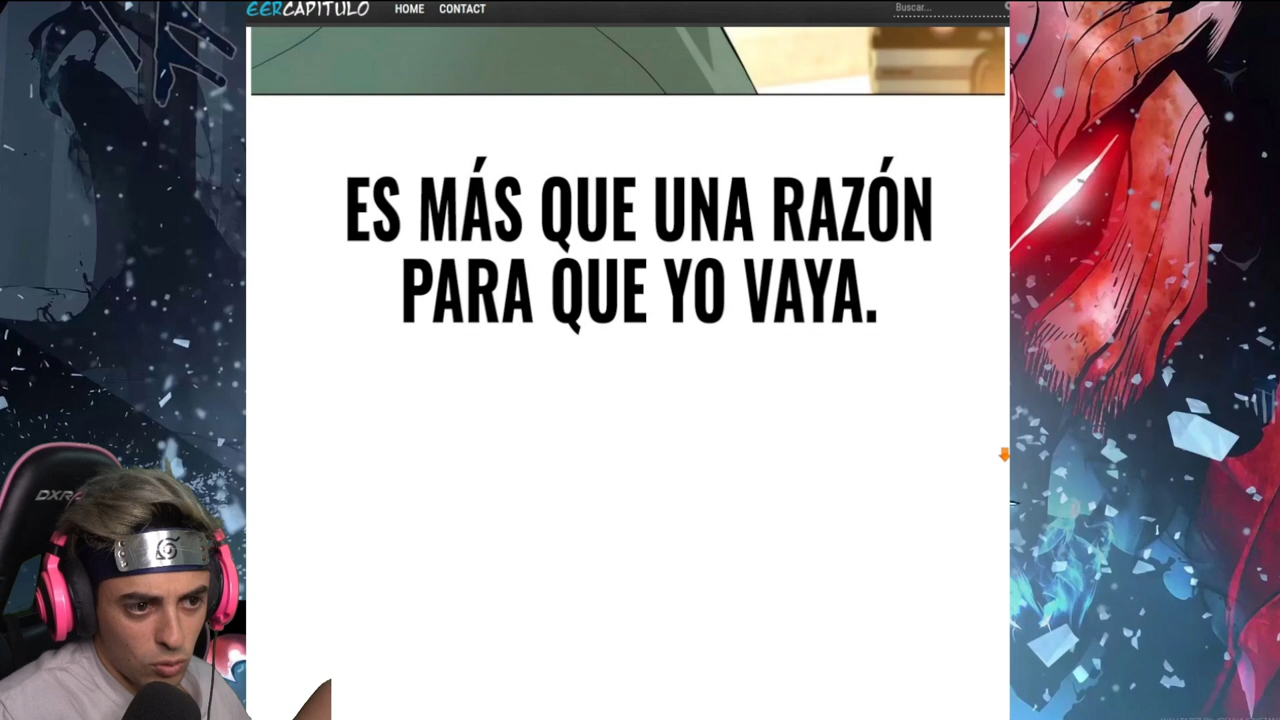 EERCAPITULO HOME CONTACT Buscar...
ES MÁS QUE UNA RAZÓN
PARA QUE YO VAYA.